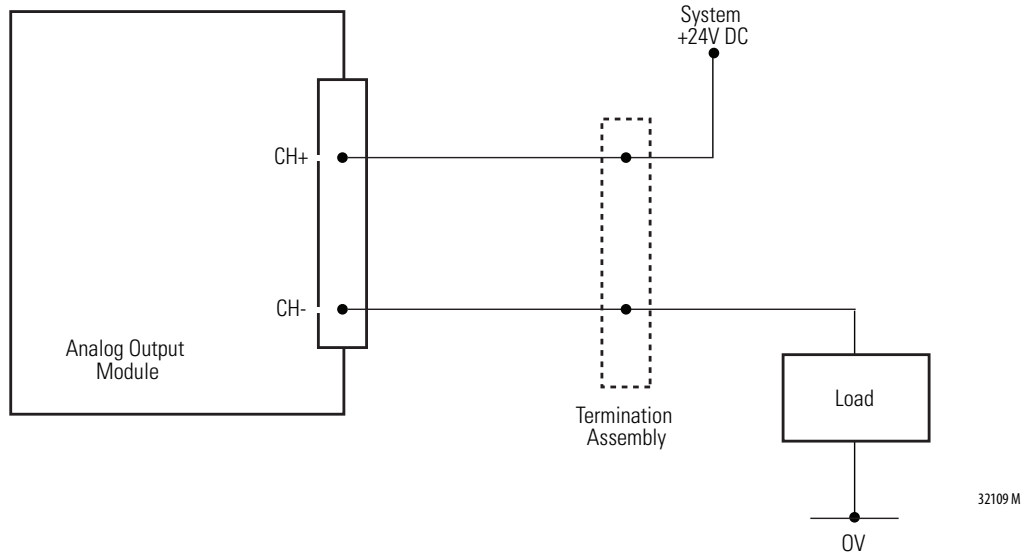 System
+24V DC
CH+
CH-
Analog Output
Module
Termination
Assembly
Load
32109 M
0V